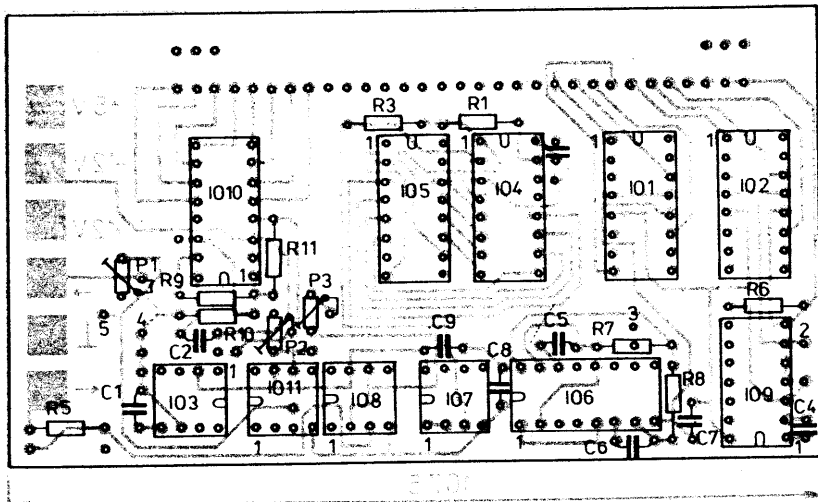 R3 R1
1 1 1 1
IO10 IO5 IO4 IO1 IO2
R11
P1
1
R9 P3
R6
5 4 R10 P2 C9 C5 R7 3 2
C2
C8
1
C1 IO3 IO11 IO8 IO7 IO6 R8 IO9
R5 C4
1 1 1 1 C6 C7 1